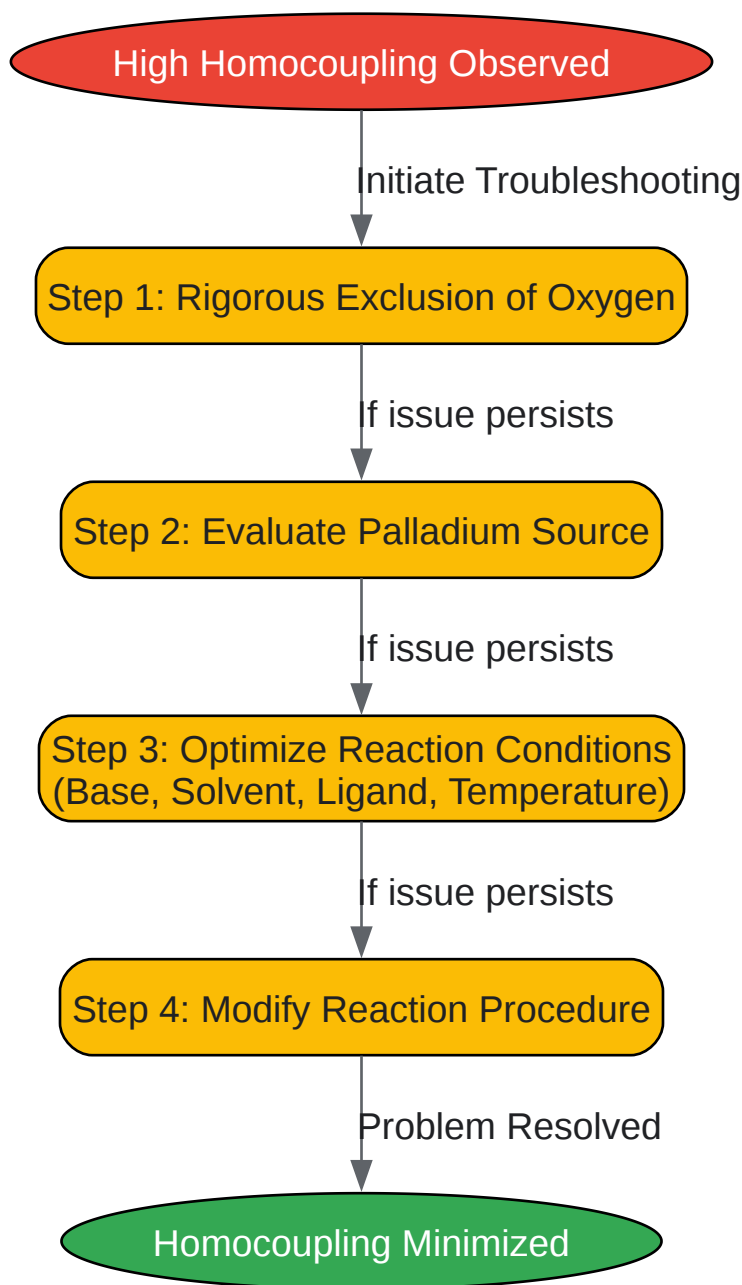 High Homocoupling Observed
Initiate Troubleshooting
Step 1: Rigorous Exclusion of Oxygen
If issue persists
Step 2: Evaluate Palladium Source
If issue persists
Step 3: Optimize Reaction Conditions
(Base, Solvent, Ligand, Temperature)
If issue persists
Step 4: Modify Reaction Procedure
Problem Resolved
Homocoupling Minimized